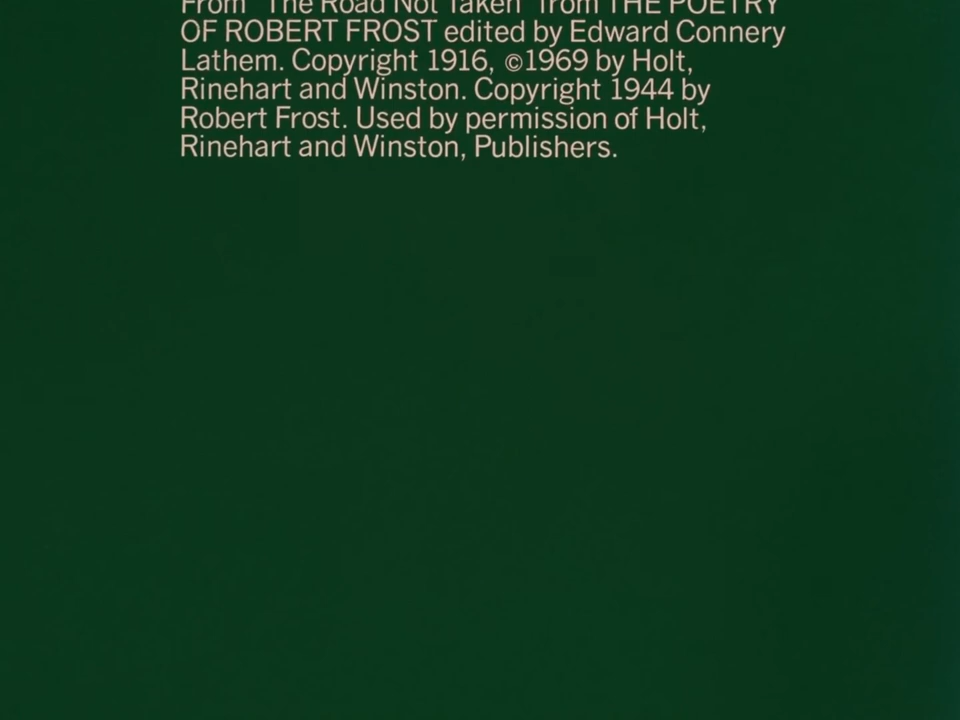 From "The Road Not Taken" from THE POETRY
OF ROBERT FROST edited by Edward Connery
Lathem. Copyright 1916, ©1969 by Holt,
Rinehart and Winston. Copyright 1944 by
Robert Frost. Used by permission of Holt,
Rinehart and Winston, Publishers.